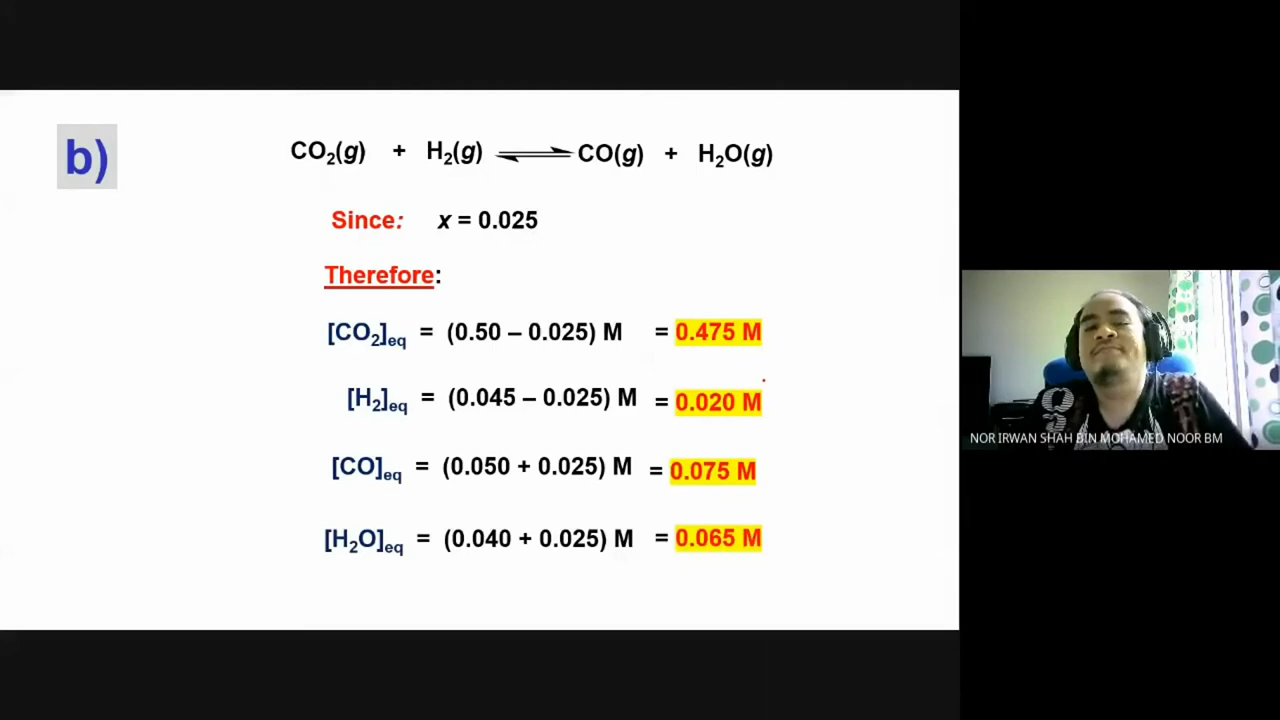 b)
CO₂(g) + H₂(g) ⇌ CO(g) + H₂O(g)
Since: x = 0.025
Therefore:
[CO₂]eq = (0.50 – 0.025) M = 0.475 M
[H₂]eq = (0.045 – 0.025) M = 0.020 M
[CO]eq = (0.050 + 0.025) M = 0.075 M
[H₂O]eq = (0.040 + 0.025) M = 0.065 M
NOR IRWAN SHAH BIN MOHAMED NOOR BM